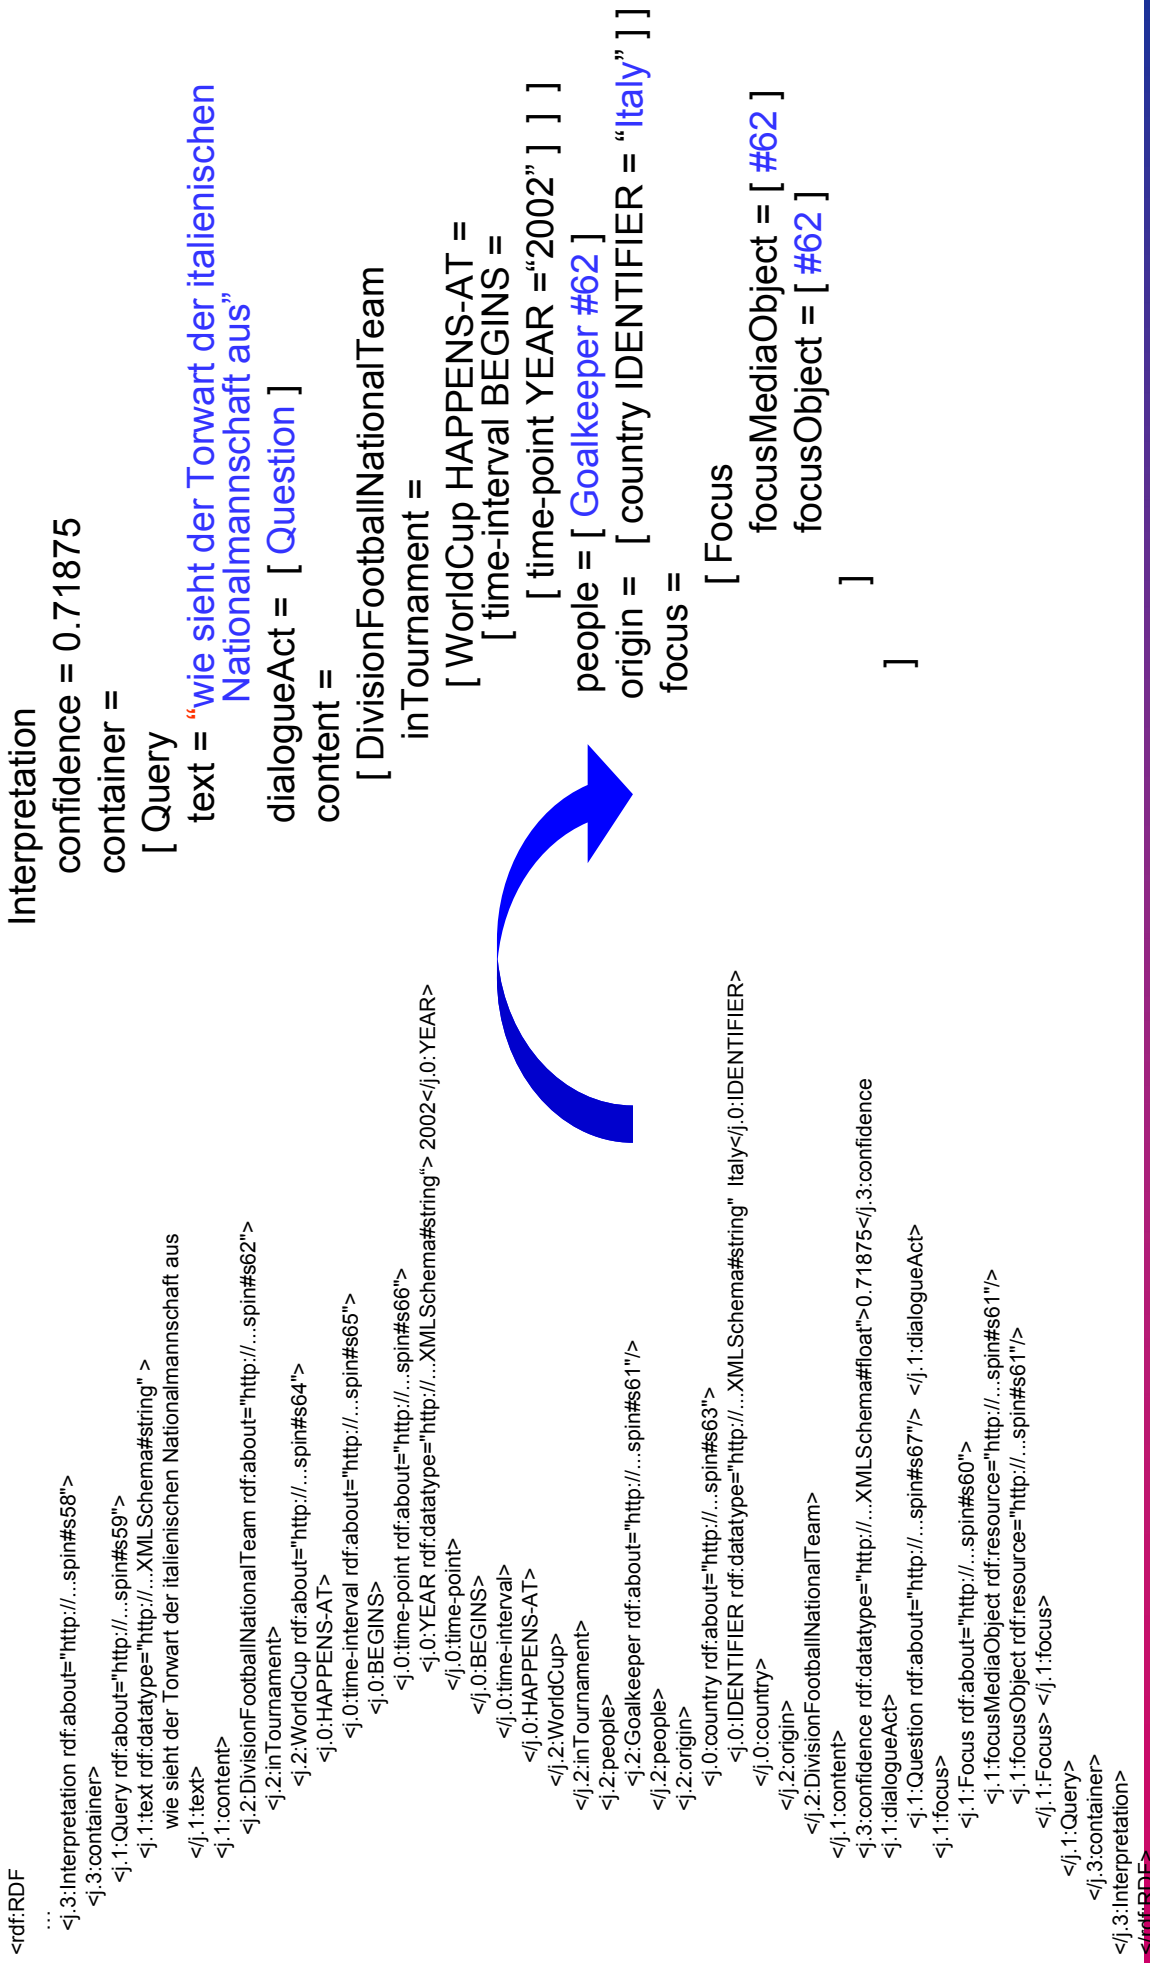 <rdf:RDF
…
<j.3:Interpretation rdf:about="http://...spin#s58">
<j.3:container>
<j.1:Query rdf:about="http://...spin#s59">
<j.1:text rdf:datatype="http://...XMLSchema#string" >
wie sieht der Torwart der italienischen Nationalmannschaft aus
</j.1:text>
<j.1:content>
<j.2:DivisionFootballNationalTeam rdf:about="http://...spin#s62">
<j.2:inTournament>
<j.2:WorldCup rdf:about="http://...spin#s64">
<j.0:HAPPENS-AT>
<j.0:time-interval rdf:about="http://...spin#s65">
<j.0:BEGINS>
<j.0:time-point rdf:about="http://...spin#s66">
<j.0:YEAR rdf:datatype="http://...XMLSchema#string“> 2002</j.0:YEAR>
</j.0:time-point>
</j.0:BEGINS>
</j.0:time-interval>
</j.0:HAPPENS-AT>
</j.2:WorldCup>
</j.2:inTournament>
<j.2:people>
<j.2:Goalkeeper rdf:about="http://...spin#s61"/>
</j.2:people>
<j.2:origin>
<j.0:country rdf:about="http://...spin#s63">
<j.0:IDENTIFIER rdf:datatype="http://...XMLSchema#string" Italy</j.0:IDENTIFIER>
</j.0:country>
</j.2:origin>
</j.2:DivisionFootballNationalTeam>
</j.1:content>
<j.3:confidence rdf:datatype="http://...XMLSchema#float">0.71875</j.3:confidence
<j.1:dialogueAct>
<j.1:Question rdf:about="http://...spin#s67"/> </j.1:dialogueAct>
<j.1:focus>
<j.1:Focus rdf:about="http://...spin#s60">
<j.1:focusMediaObject rdf:resource="http://...spin#s61"/>
<j.1:focusObject rdf:resource="http://...spin#s61"/>
</j.1:Focus> </j.1:focus>
</j.1:Query>
</j.3:container>
</j.3:Interpretation>
</rdf:RDF>
Interpretation
confidence = 0.71875
container =
[ Query
text = “wie sieht der Torwart der italienischen
Nationalmannschaft aus”
dialogueAct = [ Question ]
content =
[ DivisionFootballNationalTeam
inTournament =
[ WorldCup HAPPENS-AT =
[ time-interval BEGINS =
[ time-point YEAR =“2002” ] ] ]
people = [ Goalkeeper #62 ]
origin = [ country IDENTIFIER = “Italy” ] ]
focus =
[ Focus
focusMediaObject = [ #62 ]
focusObject = [ #62 ]
]
]